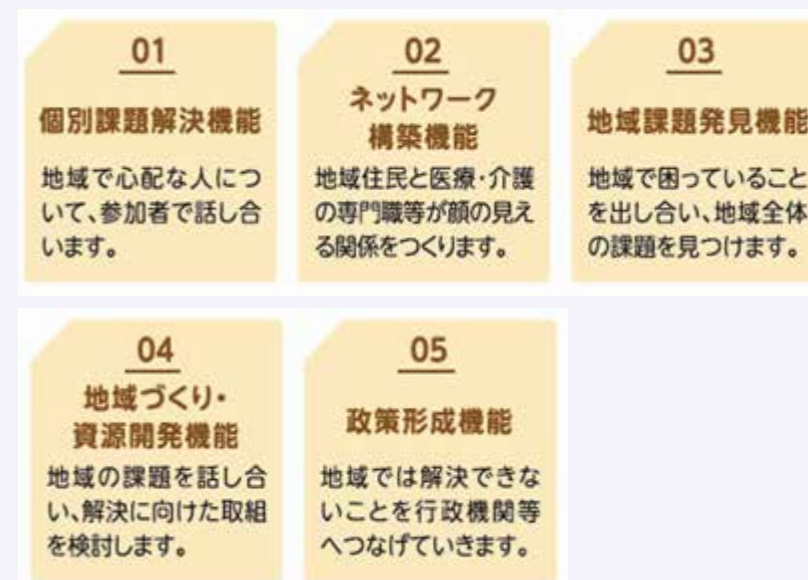 01
個別課題解決機能
地域で心配な人につ
いて、参加者で話し合
います。
02
ネットワーク
構築機能
地域住民と医療・介護
の専門職等が顔の見え
る関係をつくります。
03
地域課題発見機能
地域で困っていること
を出し合い、地域全体
の課題を見つけます。
04
地域づくり・
資源開発機能
地域の課題を話し合
い、解決に向けた取組
を検討します。
05
政策形成機能
地域では解決できな
いことを行政機関等
へつなげていきます。